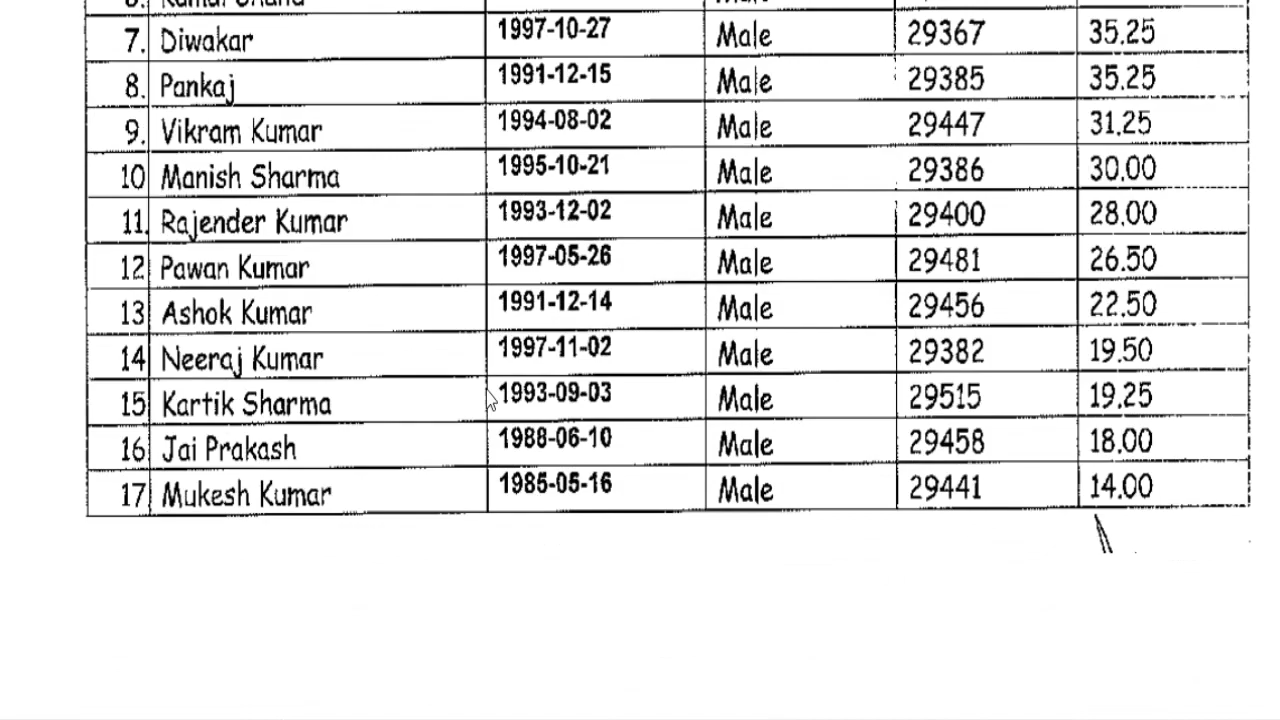 7. Diwakar 1997-10-27 Male 29367 35.25
8. Pankaj 1991-12-15 Male 29385 35.25
9. Vikram Kumar 1994-08-02 Male 29447 31.25
10 Manish Sharma 1995-10-21 Male 29386 30.00
11. Rajender Kumar 1993-12-02 Male 29400 28.00
12 Pawan Kumar 1997-05-26 Male 29481 26.50
13 Ashok Kumar 1991-12-14 Male 29456 22.50
14 Neeraj Kumar 1997-11-02 Male 29382 19.50
15 Kartik Sharma 1993-09-03 Male 29515 19.25
16 Jai Prakash 1988-06-10 Male 29458 18.00
17 Mukesh Kumar 1985-05-16 Male 29441 14.00